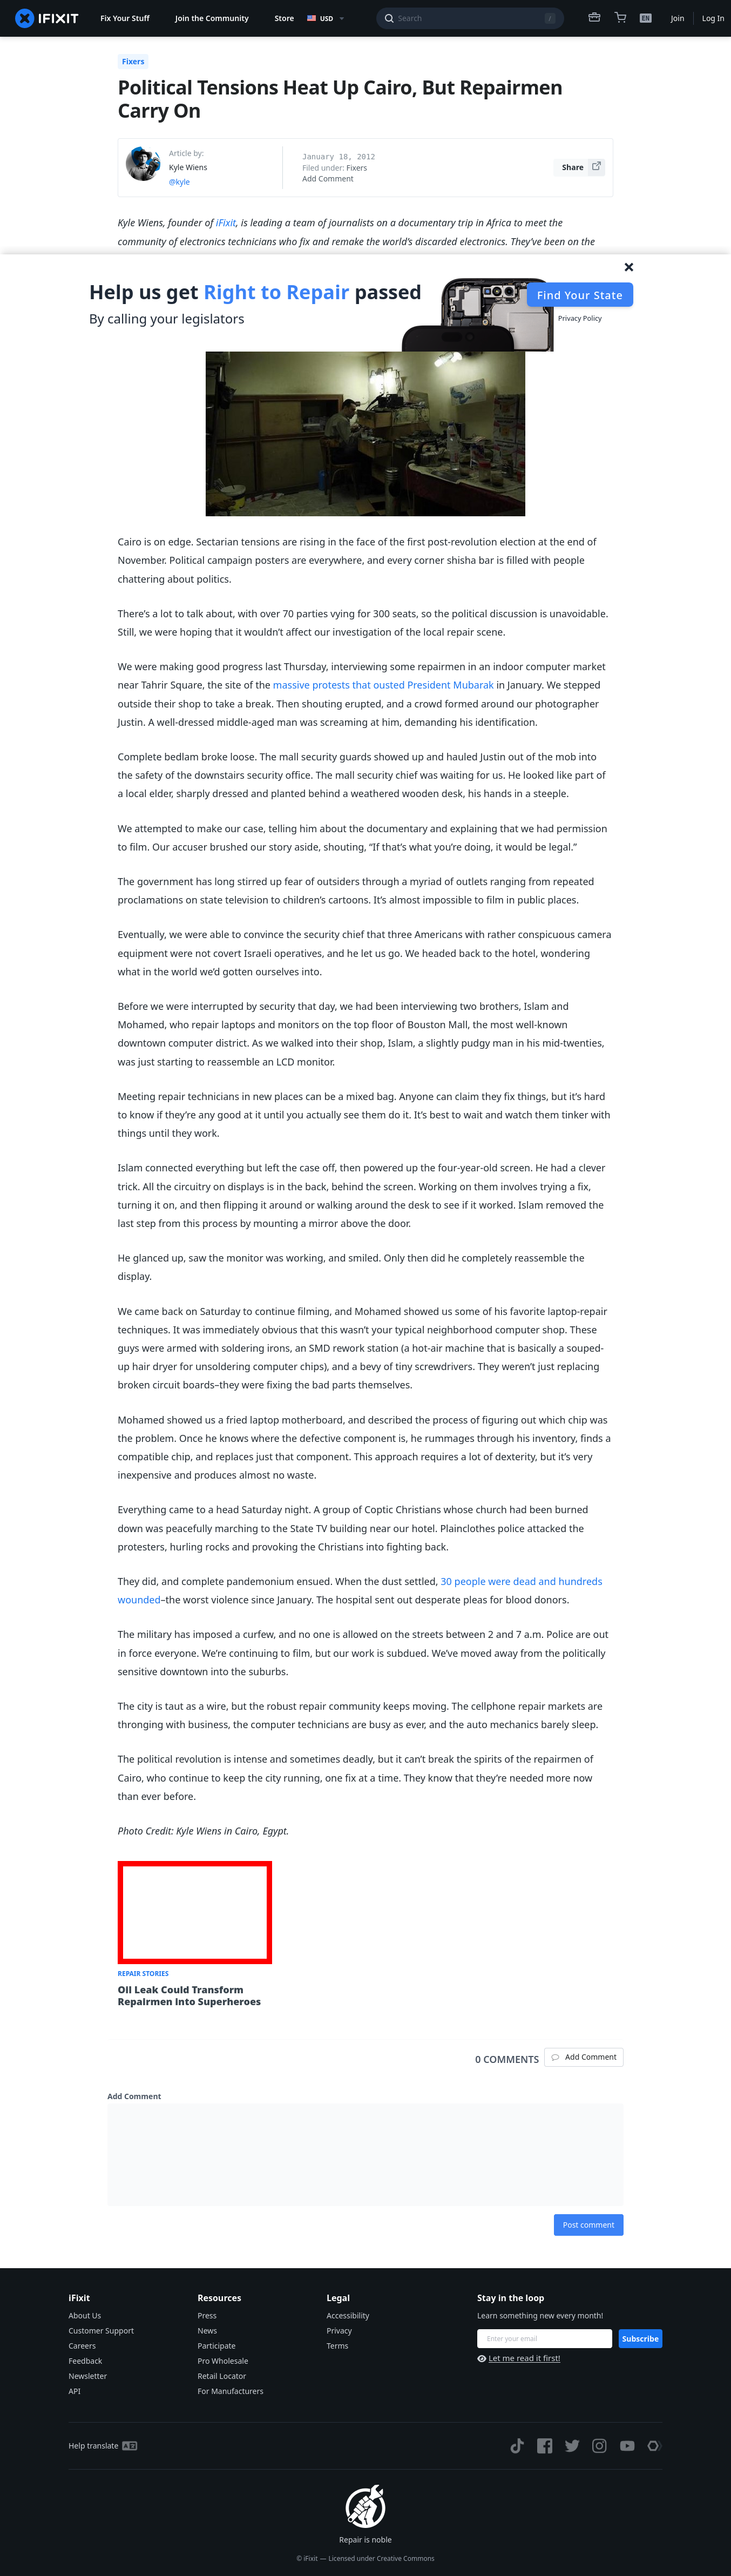 IFIXIT
Fix Your Stuff
Join the Community
Store
USD
Search
/
EN
Join
Log In
Fixers
Political Tensions Heat Up Cairo, But Repairmen
Carry On
Article by:
Kyle Wiens
@kyle
January 18, 2012
Filed under: Fixers
Add Comment
Share
Kyle Wiens, founder of iFixit, is leading a team of journalists on a documentary trip in Africa to meet the
community of electronics technicians who fix and remake the world's discarded electronics. They've been on the
Help us get Right to Repair passed
By calling your legislators
Find Your State
Privacy Policy
Cairo is on edge. Sectarian tensions are rising in the face of the first post-revolution election at the end of
November. Political campaign posters are everywhere, and every corner shisha bar is filled with people
chattering about politics.
There's a lot to talk about, with over 70 parties vying for 300 seats, so the political discussion is unavoidable.
Still, we were hoping that it wouldn't affect our investigation of the local repair scene.
We were making good progress last Thursday, interviewing some repairmen in an indoor computer market
near Tahrir Square, the site of the massive protests that ousted President Mubarak in January. We stepped
outside their shop to take a break. Then shouting erupted, and a crowd formed around our photographer
Justin. A well-dressed middle-aged man was screaming at him, demanding his identification.
Complete bedlam broke loose. The mall security guards showed up and hauled Justin out of the mob into
the safety of the downstairs security office. The mall security chief was waiting for us. He looked like part of
a local elder, sharply dressed and planted behind a weathered wooden desk, his hands in a steeple.
We attempted to make our case, telling him about the documentary and explaining that we had permission
to film. Our accuser brushed our story aside, shouting, “If that's what you're doing, it would be legal.”
The government has long stirred up fear of outsiders through a myriad of outlets ranging from repeated
proclamations on state television to children's cartoons. It's almost impossible to film in public places.
Eventually, we were able to convince the security chief that three Americans with rather conspicuous camera
equipment were not covert Israeli operatives, and he let us go. We headed back to the hotel, wondering
what in the world we'd gotten ourselves into.
Before we were interrupted by security that day, we had been interviewing two brothers, Islam and
Mohamed, who repair laptops and monitors on the top floor of Bouston Mall, the most well-known
downtown computer district. As we walked into their shop, Islam, a slightly pudgy man in his mid-twenties,
was just starting to reassemble an LCD monitor.
Meeting repair technicians in new places can be a mixed bag. Anyone can claim they fix things, but it's hard
to know if they're any good at it until you actually see them do it. It's best to wait and watch them tinker with
things until they work.
Islam connected everything but left the case off, then powered up the four-year-old screen. He had a clever
trick. All the circuitry on displays is in the back, behind the screen. Working on them involves trying a fix,
turning it on, and then flipping it around or walking around the desk to see if it worked. Islam removed the
last step from this process by mounting a mirror above the door.
He glanced up, saw the monitor was working, and smiled. Only then did he completely reassemble the
display.
We came back on Saturday to continue filming, and Mohamed showed us some of his favorite laptop-repair
techniques. It was immediately obvious that this wasn't your typical neighborhood computer shop. These
guys were armed with soldering irons, an SMD rework station (a hot-air machine that is basically a souped-
up hair dryer for unsoldering computer chips), and a bevy of tiny screwdrivers. They weren't just replacing
broken circuit boards–they were fixing the bad parts themselves.
Mohamed showed us a fried laptop motherboard, and described the process of figuring out which chip was
the problem. Once he knows where the defective component is, he rummages through his inventory, finds a
compatible chip, and replaces just that component. This approach requires a lot of dexterity, but it's very
inexpensive and produces almost no waste.
Everything came to a head Saturday night. A group of Coptic Christians whose church had been burned
down was peacefully marching to the State TV building near our hotel. Plainclothes police attacked the
protesters, hurling rocks and provoking the Christians into fighting back.
They did, and complete pandemonium ensued. When the dust settled, 30 people were dead and hundreds
wounded–the worst violence since January. The hospital sent out desperate pleas for blood donors.
The military has imposed a curfew, and no one is allowed on the streets between 2 and 7 a.m. Police are out
in force everyone. We're continuing to film, but our work is subdued. We've moved away from the politically
sensitive downtown into the suburbs.
The city is taut as a wire, but the robust repair community keeps moving. The cellphone repair markets are
thronging with business, the computer technicians are busy as ever, and the auto mechanics barely sleep.
The political revolution is intense and sometimes deadly, but it can't break the spirits of the repairmen of
Cairo, who continue to keep the city running, one fix at a time. They know that they're needed more now
than ever before.
Photo Credit: Kyle Wiens in Cairo, Egypt.
REPAIR STORIES
Oil Leak Could Transform
Repairmen into Superheroes
0 COMMENTS
Add Comment
Add Comment
Post comment
iFixit
About Us
Customer Support
Careers
Feedback
Newsletter
API
Resources
Press
News
Participate
Pro Wholesale
Retail Locator
For Manufacturers
Legal
Accessibility
Privacy
Terms
Stay in the loop
Learn something new every month!
Enter your email
Subscribe
Let me read it first!
Help translate
Repair is noble
© iFixit — Licensed under Creative Commons